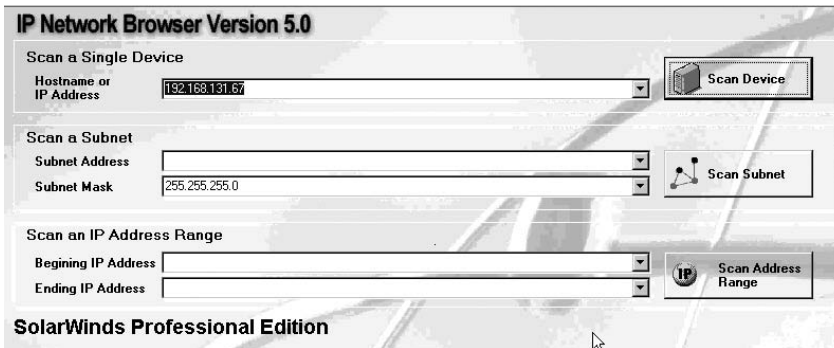 IP Network Browser Version 5.0
Scan a Single Device
Hostname or
IP Address
192.168.131.67
Scan Device
Scan a Subnet
Subnet Address
Subnet Mask
255.255.255.0
Scan Subnet
Scan an IP Address Range
Begining IP Address
Ending IP Address
IP
Scan Address
Range
SolarWinds Professional Edition